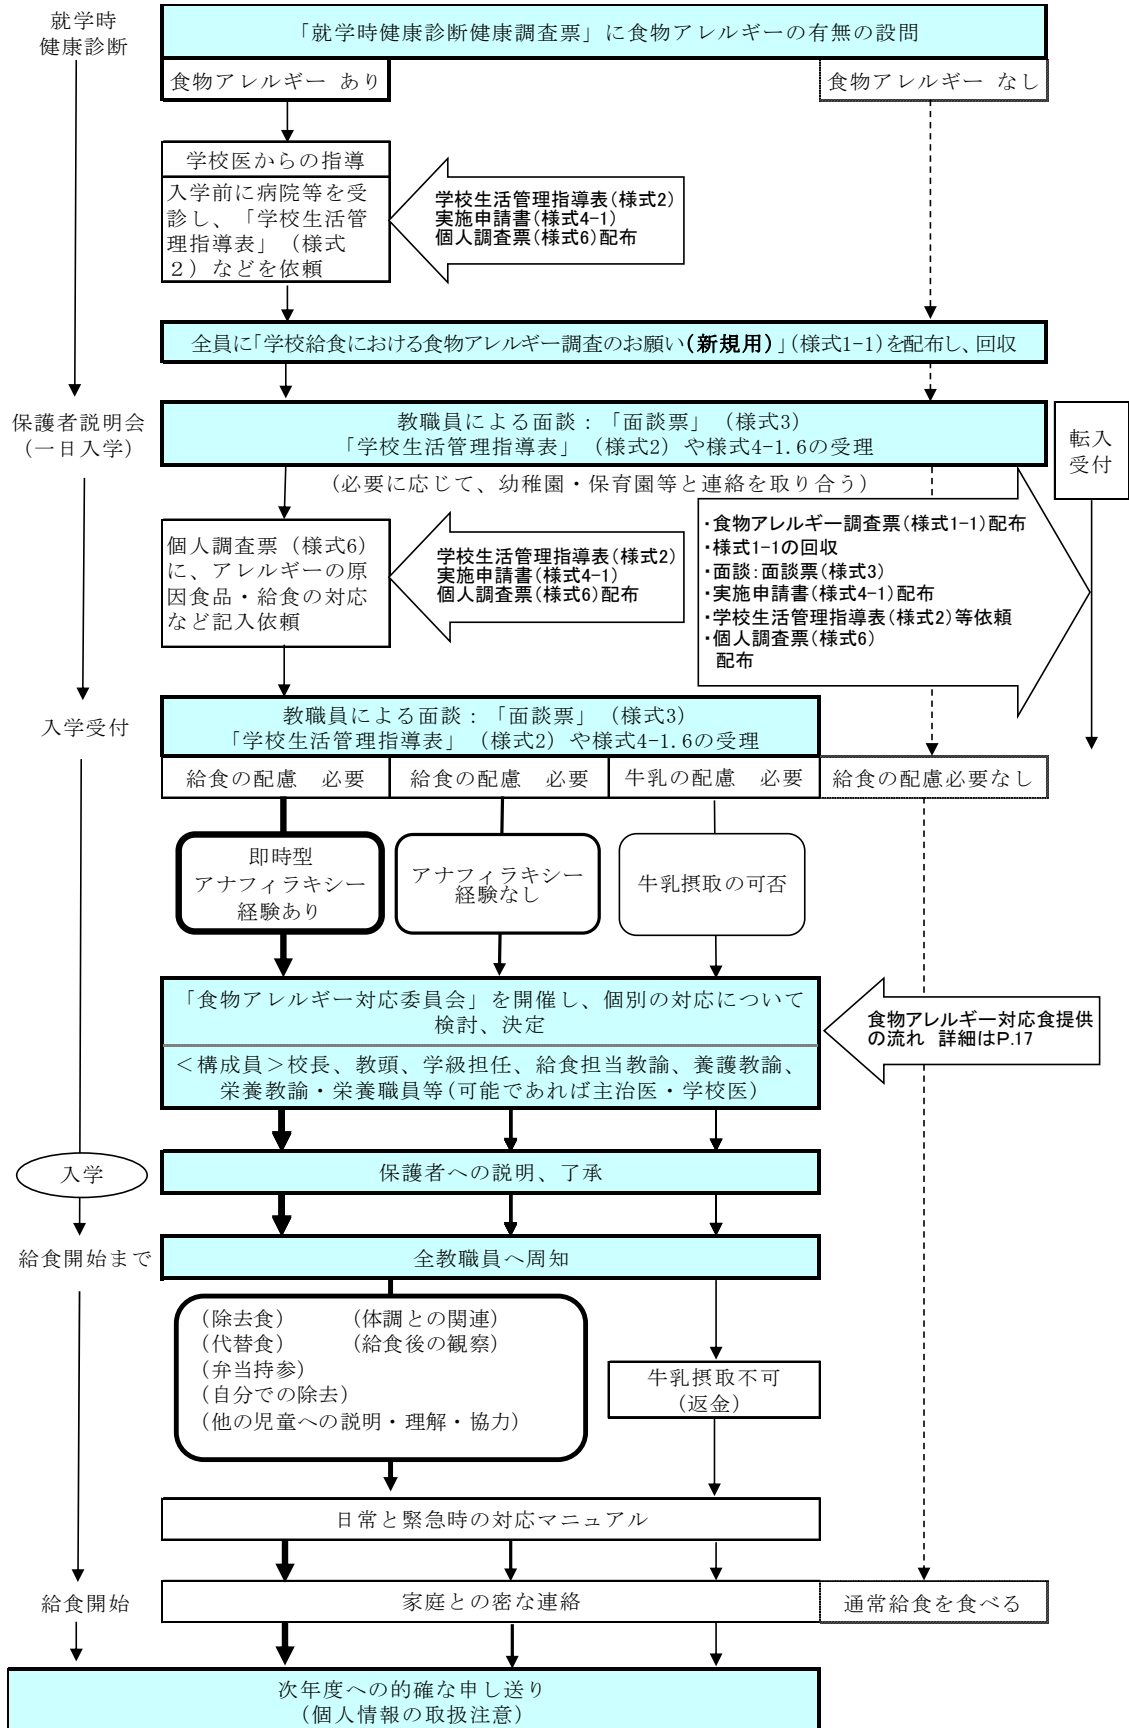 就学時
健康診断
「就学時健康診断健康調査票」に食物アレルギーの有無の設問
食物アレルギー あり
食物アレルギー なし
学校医からの指導
入学前に病院等を受
診し、「学校生活管
理指導表」（様式
２）などを依頼
学校生活管理指導表(様式2)
実施申請書(様式4-1)
個人調査票(様式6)配布
全員に「学校給食における食物アレルギー調査のお願い(新規用)」(様式1-1)を配布し、回収
保護者説明会
（一日入学）
教職員による面談：「面談票」（様式3）
「学校生活管理指導表」（様式2）や様式4-1.6の受理
転入
受付
（必要に応じて、幼稚園・保育園等と連絡を取り合う）
個人調査票（様式6）
に、アレルギーの原
因食品・給食の対応
など記入依頼
学校生活管理指導表(様式2)
実施申請書(様式4-1)
個人調査票(様式6)配布
・食物アレルギー調査票(様式1-1)配布
・様式1-1の回収
・面談:面談票(様式3)
・実施申請書(様式4-1)配布
・学校生活管理指導表(様式2)等依頼
・個人調査票(様式6)
配布
入学受付
教職員による面談：「面談票」（様式3）
「学校生活管理指導表」（様式2）や様式4-1.6の受理
給食の配慮　必要
給食の配慮　必要
牛乳の配慮　必要
給食の配慮必要なし
即時型
アナフィラキシー
経験あり
アナフィラキシー
経験なし
牛乳摂取の可否
「食物アレルギー対応委員会」を開催し、個別の対応について
検討、決定
＜構成員＞校長、教頭、学級担任、給食担当教諭、養護教諭、
栄養教諭・栄養職員等(可能であれば主治医・学校医)
食物アレルギー対応食提供
の流れ　詳細はP.17
入学
保護者への説明、了承
給食開始まで
全教職員へ周知
（除去食）　　　（体調との関連）
（代替食）　　　（給食後の観察）
（弁当持参）
（自分での除去）
（他の児童への説明・理解・協力）
牛乳摂取不可
（返金）
日常と緊急時の対応マニュアル
給食開始
家庭との密な連絡
通常給食を食べる
次年度への的確な申し送り
（個人情報の取扱注意）